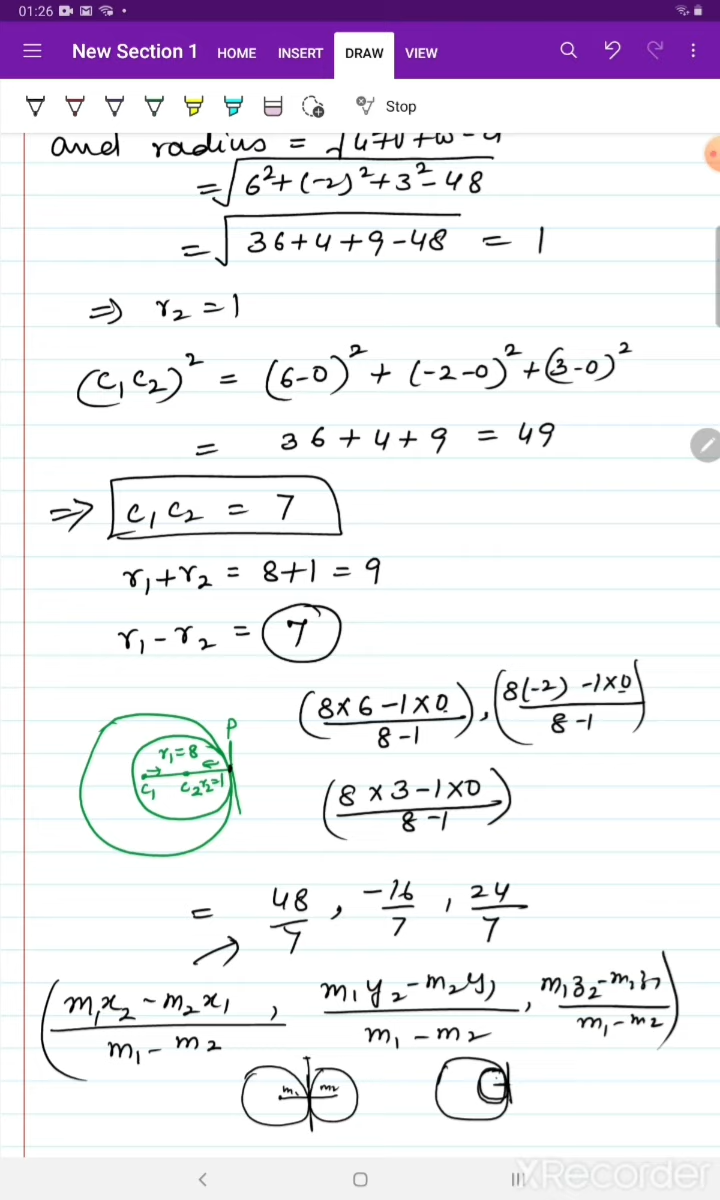 01:26
New Section 1 HOME INSERT DRAW VIEW
Stop
and radius =
= √(6² + (-2)² + 3² - 48)
= √(36+4+9-48) = 1
⇒ r₂ = 1
(C₁C₂)² = (6-0)² + (-2-0)² + (3-0)²
= 36 + 4 + 9 = 49
⇒ C₁C₂ = 7
r₁+r₂ = 8+1 = 9
r₁-r₂ = 7
((8×6-1×0)/(8-1)), ((8(-2)-1×0)/(8-1))
P
r₁=8
C₁ C₂ r₂=1
((8×3-1×0)/(8-1))
= 48/7, -16/7, 24/7
((m₁x₂-m₂x₁)/(m₁-m₂), (m₁y₂-m₂y₁)/(m₁-m₂), /(m₁-m₂))
m₁ m₂
XRecorder